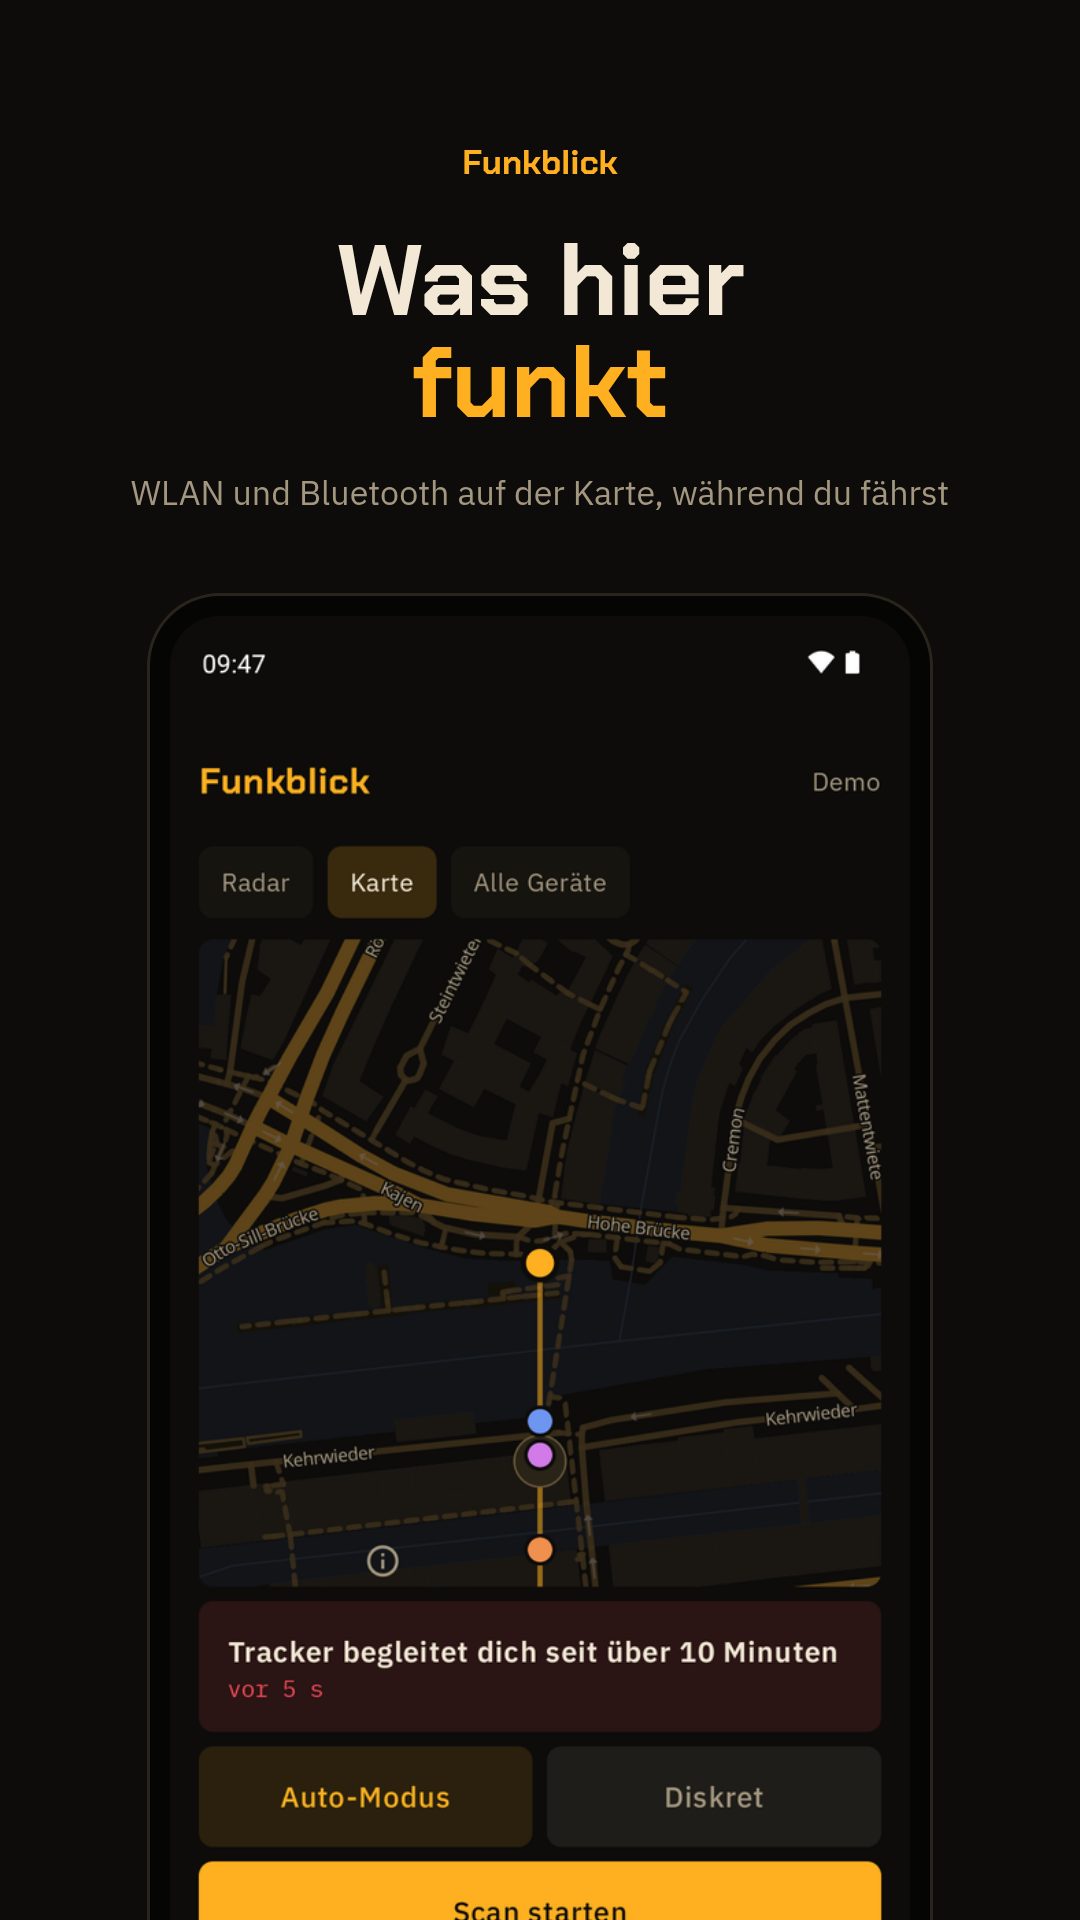 Funkblick
Was hier
funkt
WLAN und Bluetooth auf der Karte, während du fährst
09:47
Funkblick
Demo
Radar
Karte
Alle Geräte
Rö
Steintwieter
Mattentwiete
Cremon
Kajen
Otto-Sill-Brücke
Hohe Brücke
Kehrwieder
Kehrwieder
Tracker begleitet dich seit über 10 Minuten
vor 5 s
Auto-Modus
Diskret
Scan starten